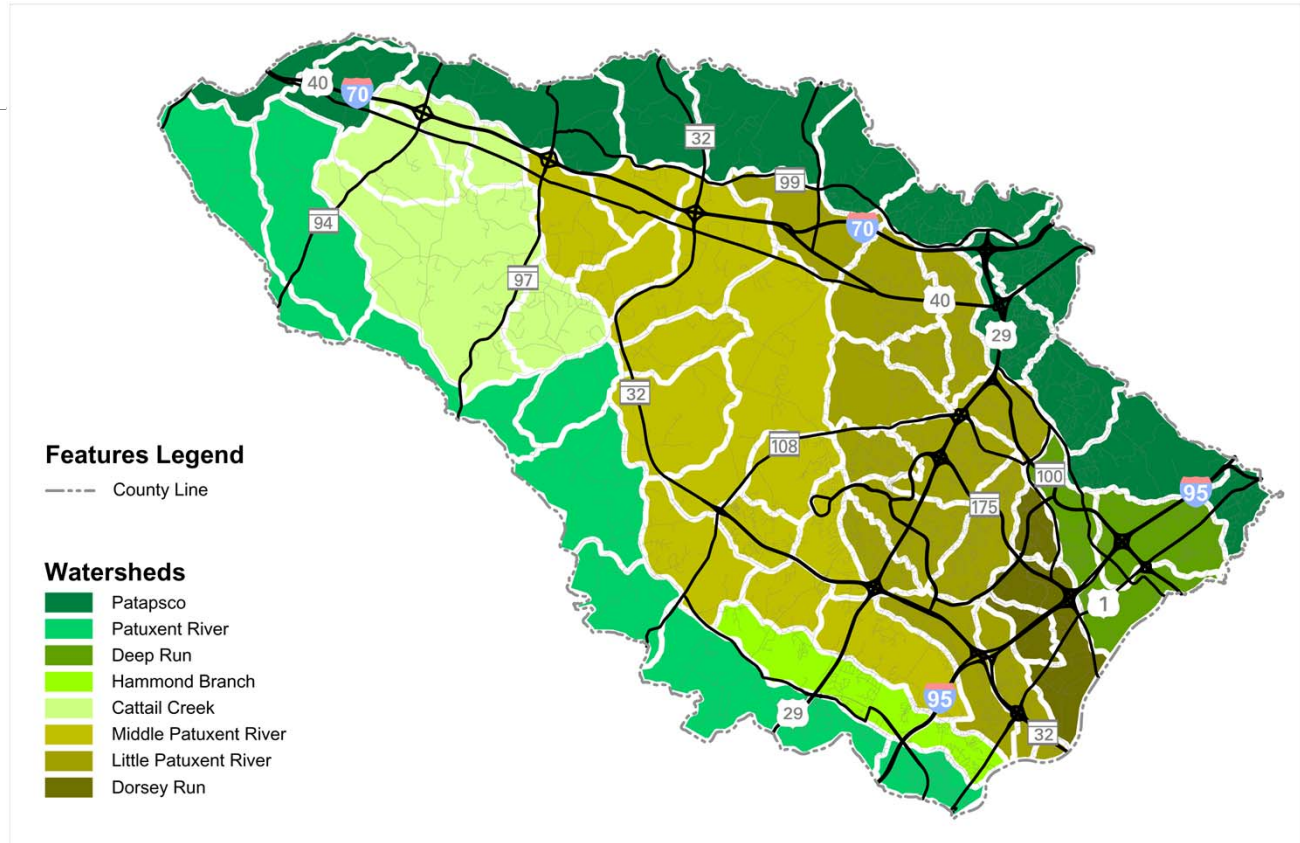 40
70
32
99
94
70
97
40
29
32
108
100
95
175
1
95
29
32
Features Legend
County Line
Watersheds
Patapsco
Patuxent River
Deep Run
Hammond Branch
Cattail Creek
Middle Patuxent River
Little Patuxent River
Dorsey Run